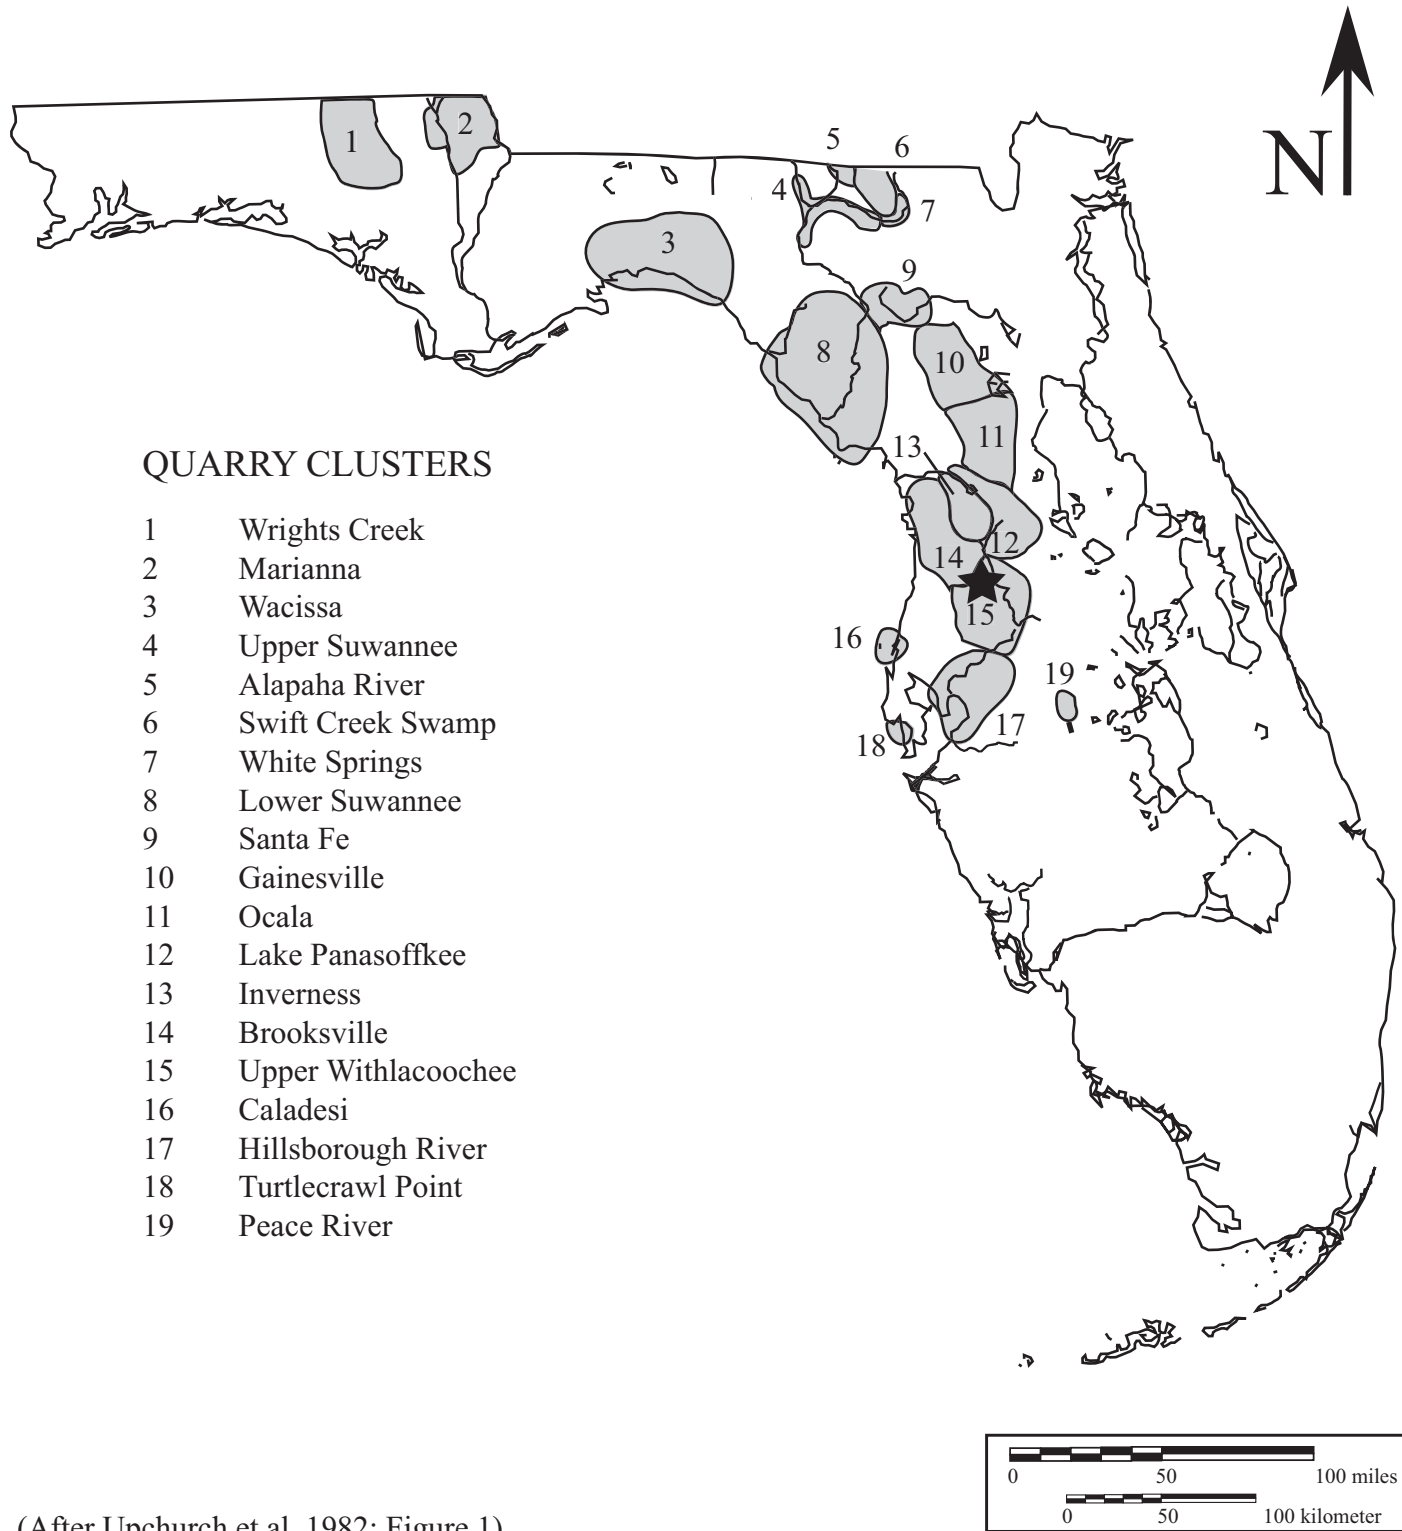 N
1
2
5
6
4
7
3
9
8
10
11
13
12
14
15
16
19
17
18
QUARRY CLUSTERS
1 Wrights Creek
2 Marianna
3 Wacissa
4 Upper Suwannee
5 Alapaha River
6 Swift Creek Swamp
7 White Springs
8 Lower Suwannee
9 Santa Fe
10 Gainesville
11 Ocala
12 Lake Panasoffkee
13 Inverness
14 Brooksville
15 Upper Withlacoochee
16 Caladesi
17 Hillsborough River
18 Turtlecrawl Point
19 Peace River
0 50 100 miles
0 50 100 kilometer
(After Upchurch et al. 1982: Figure 1)